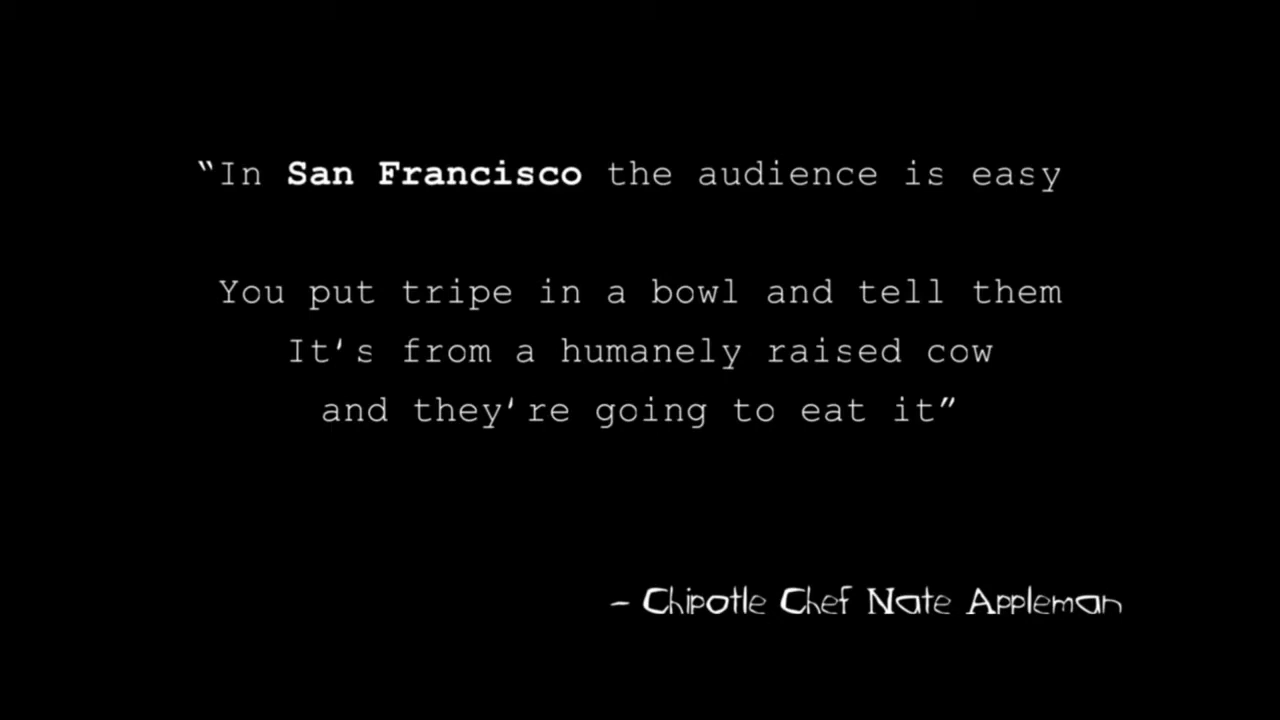 “In San Francisco the audience is easy
You put tripe in a bowl and tell them
It's from a humanely raised cow
and they're going to eat it”
– Chipotle Chef Nate Appleman